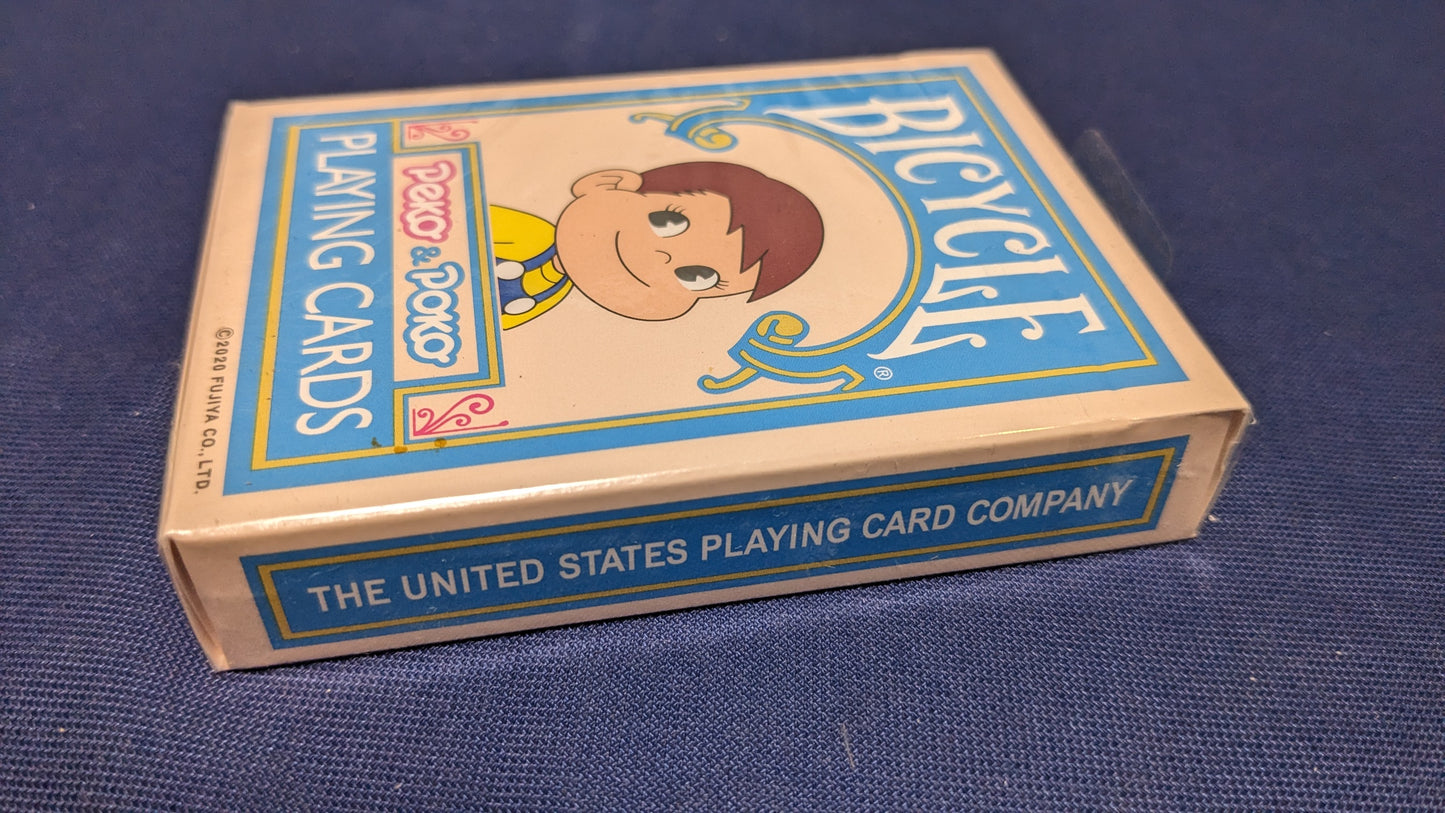 BICYCLE®
Peko & Poko
PLAYING CARDS
©2020 FUJIYA CO., LTD.
THE UNITED STATES PLAYING CARD COMPANY